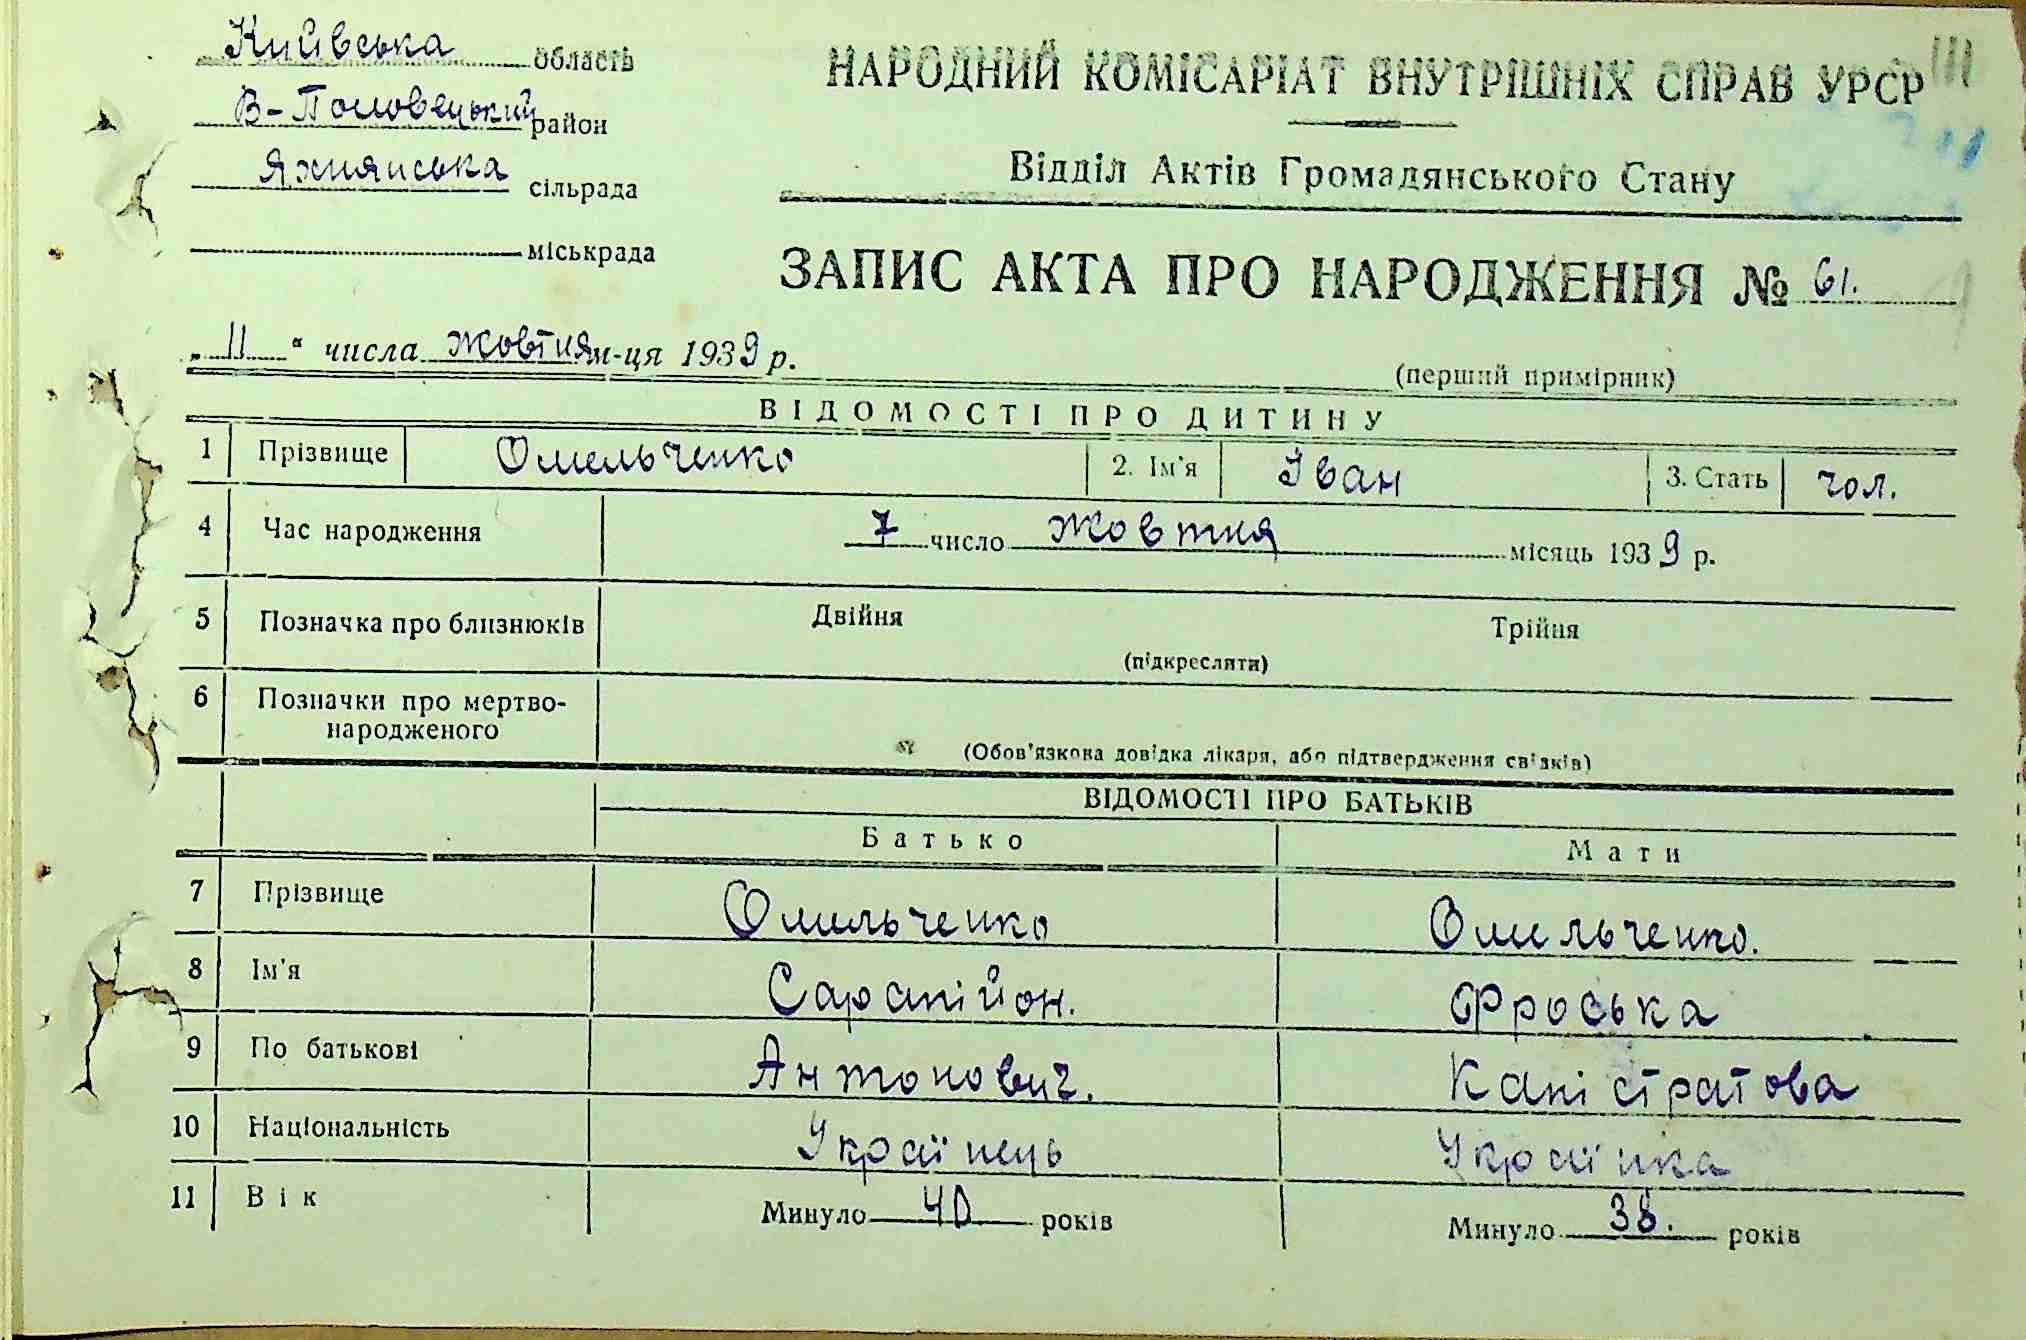 Київська область
В-Половецький район
Яхнянська сільрада
міськрада
НАРОДНИЙ КОМІСАРІАТ ВНУТРІШНІХ СПРАВ УРСР
Відділ Актів Громадянського Стану
ЗАПИС АКТА ПРО НАРОДЖЕННЯ № 61.
„11“ числа жовтня м-ця 1939 р.
(перший примірник)
ВІДОМОСТІ ПРО ДИТИНУ
1 Прізвище Омельченко 2. Ім'я Іван 3. Стать чол.
4 Час народження 7 число жовтня місяць 1939 р.
5 Позначка про близнюків Двійня Трійня
(підкреслити)
6 Позначки про мертво-
народженого
(Обов'язкова довідка лікаря, або підтвердження свідків)
ВІДОМОСТІ ПРО БАТЬКІВ
Батько Мати
7 Прізвище Омельченко Омельченко.
8 Ім'я Сарапійон. Фроська
9 По батькові Антонович. Каністратова
10 Національність Українець Українка
11 Вік Минуло 40 років Минуло 38. років